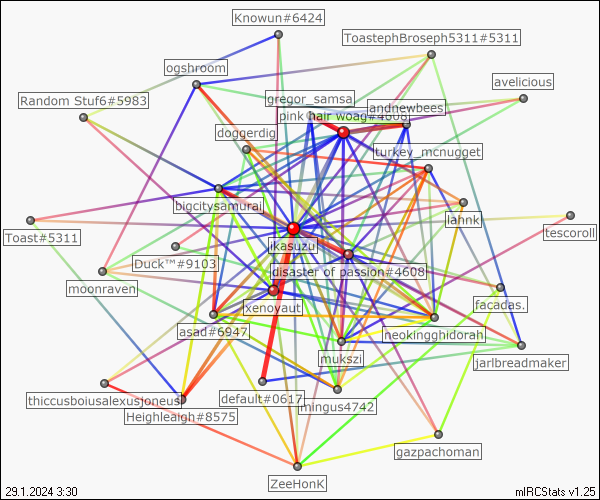 Knowun#6424
ToastephBroseph5311#5311
ogshroom
avelicious
Random Stuf6#5983
gregor_samsa
andnewbees
pink hair woag#4608
doggerdig
turkey_mcnugget
bigcitysamurai
lahnk
Toast#5311
ikasuzu
tescoroll
Duck™#9103
disaster of passion#4608
moonraven
xenoyaut
facadas.
asad#6947
neokingghidorah
mukszi
jarlbreadmaker
thiccusboiusalexusjoneus
default#0617
mingus4742
Heighleaigh#8575
gazpachoman
ZeeHonK
29.1.2024 3:30
mIRCStats v1.25